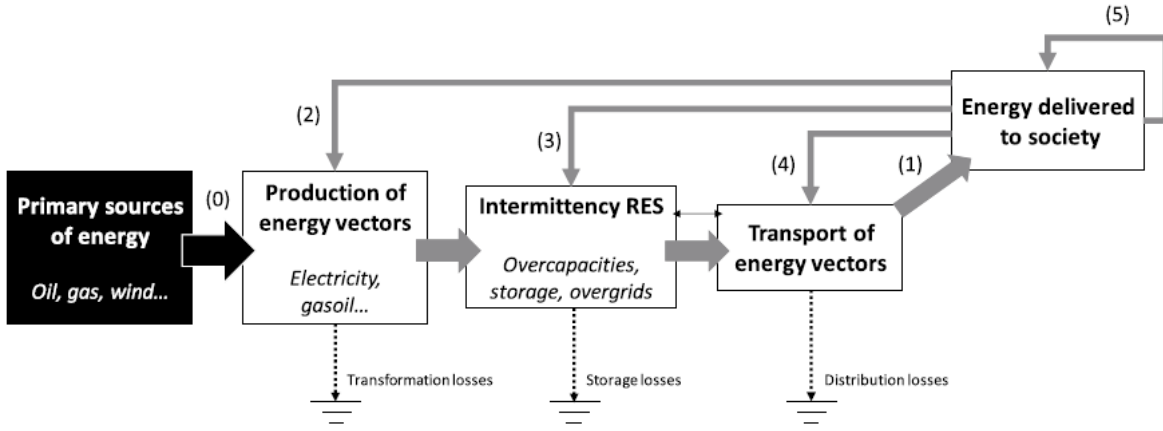 (5)
Energy delivered
to society
(2)
(3)
(4)
(1)
Primary sources
of energy
Oil, gas, wind...
(0)
Production of
energy vectors
Electricity,
gasoil...
Intermittency RES
Overcapacities,
storage, overgrids
Transport of
energy vectors
Transformation losses
Storage losses
Distribution losses